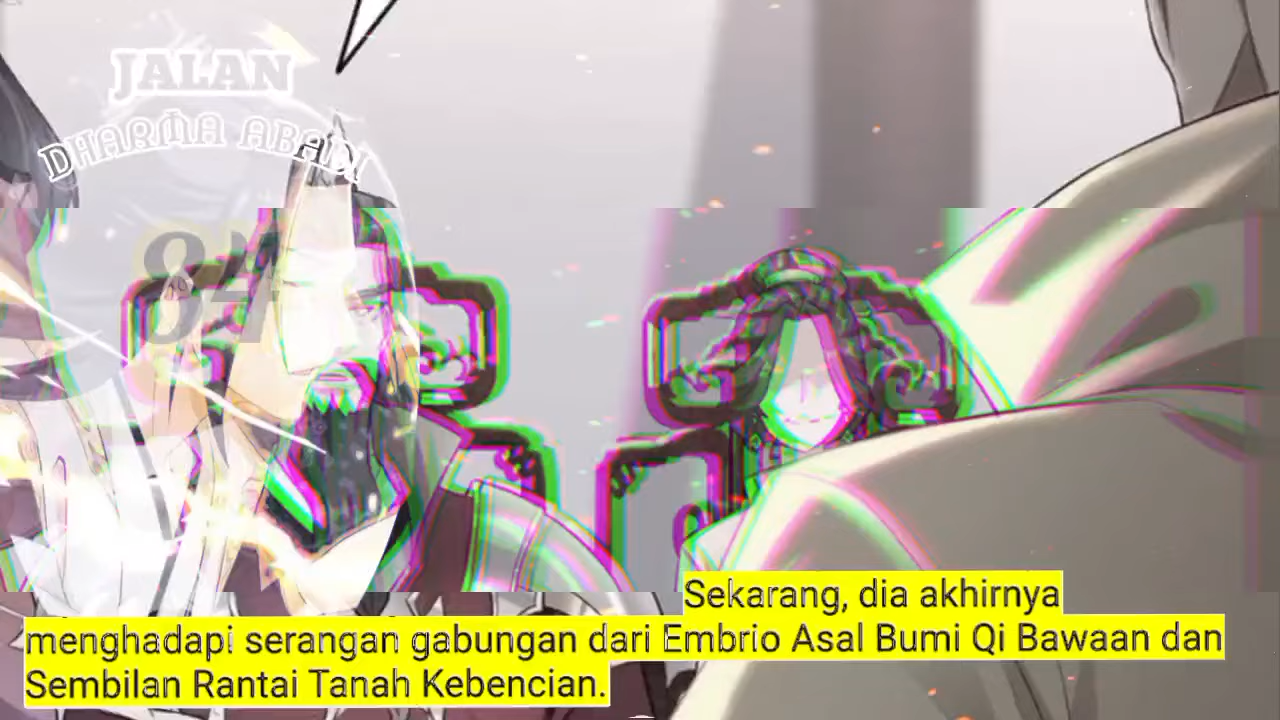 JALAN
DHARMA ABADI
84
Sekarang, dia akhirnya
menghadapi serangan gabungan dari Embrio Asal Bumi Qi Bawaan dan
Sembilan Rantai Tanah Kebencian.